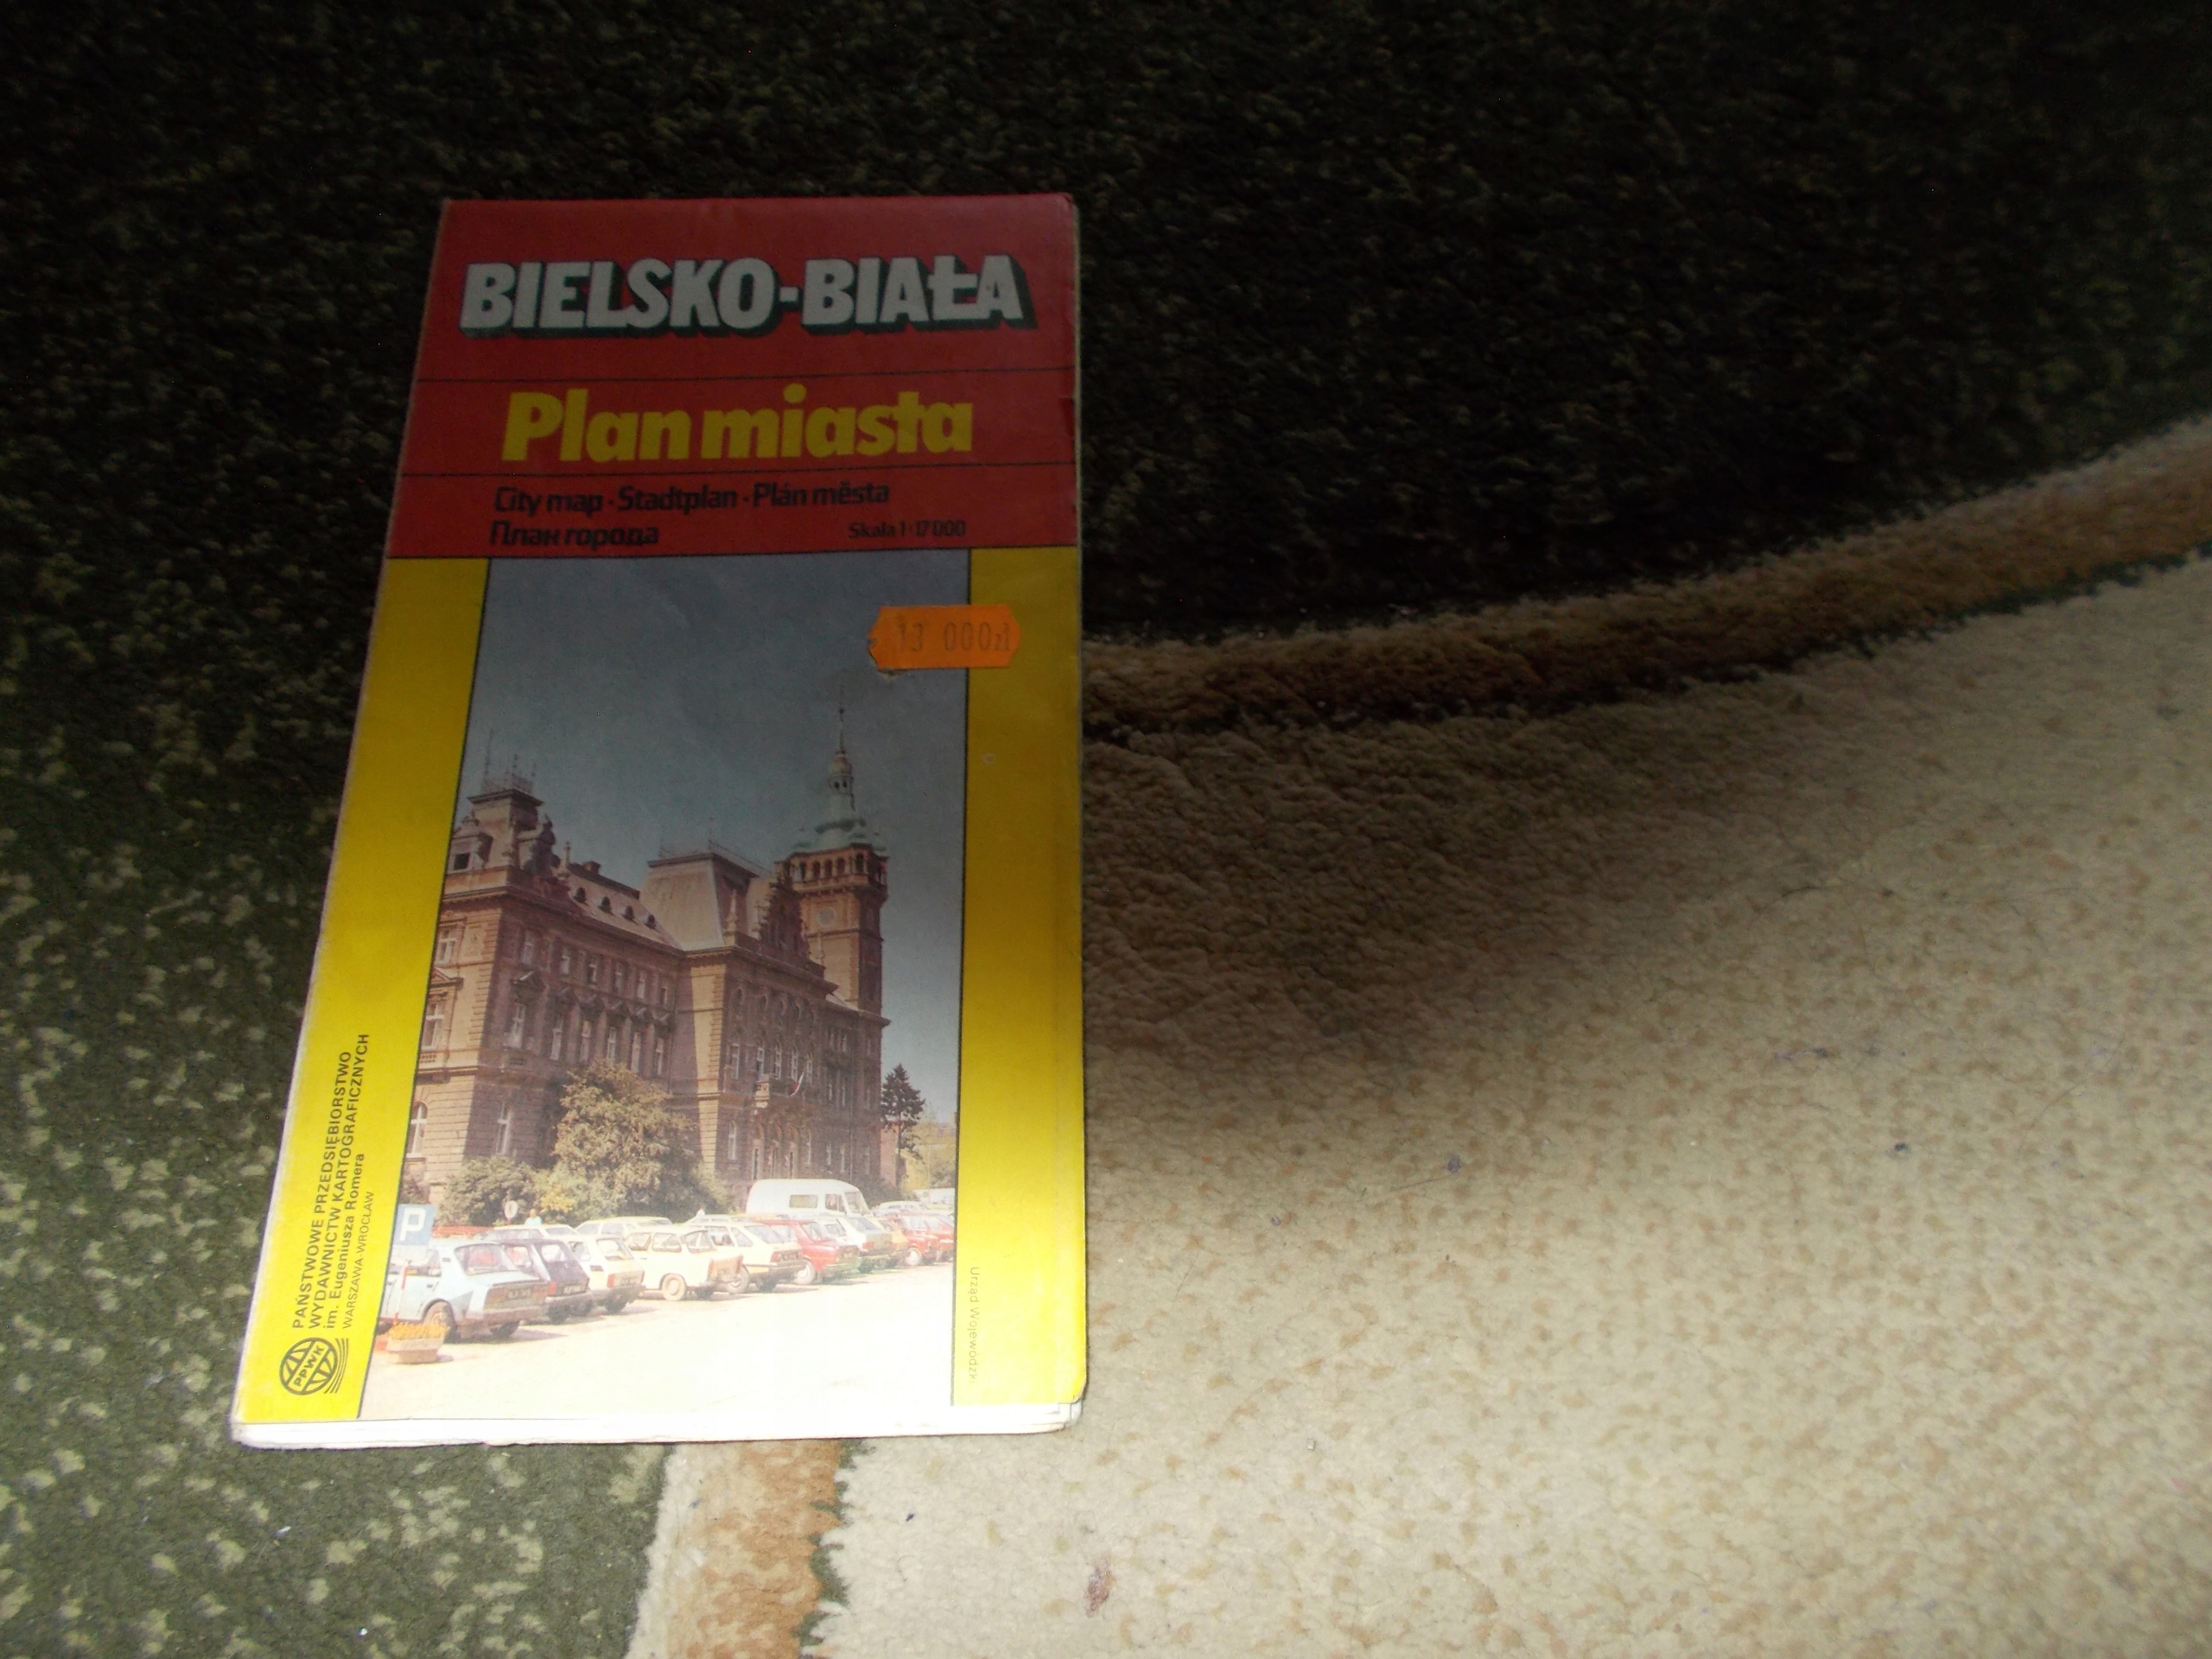 BIELSKO-BIAŁA
Plan miasta
City map · Stadtplan · Plán města
План города
Skala 1:17 000
13 000zł
PAŃSTWOWE PRZEDSIĘBIORSTWO
WYDAWNICTW KARTOGRAFICZNYCH
im. Eugeniusza Romera
WARSZAWA-WROCŁAW
PPWK
P
Urząd Wojewódzki